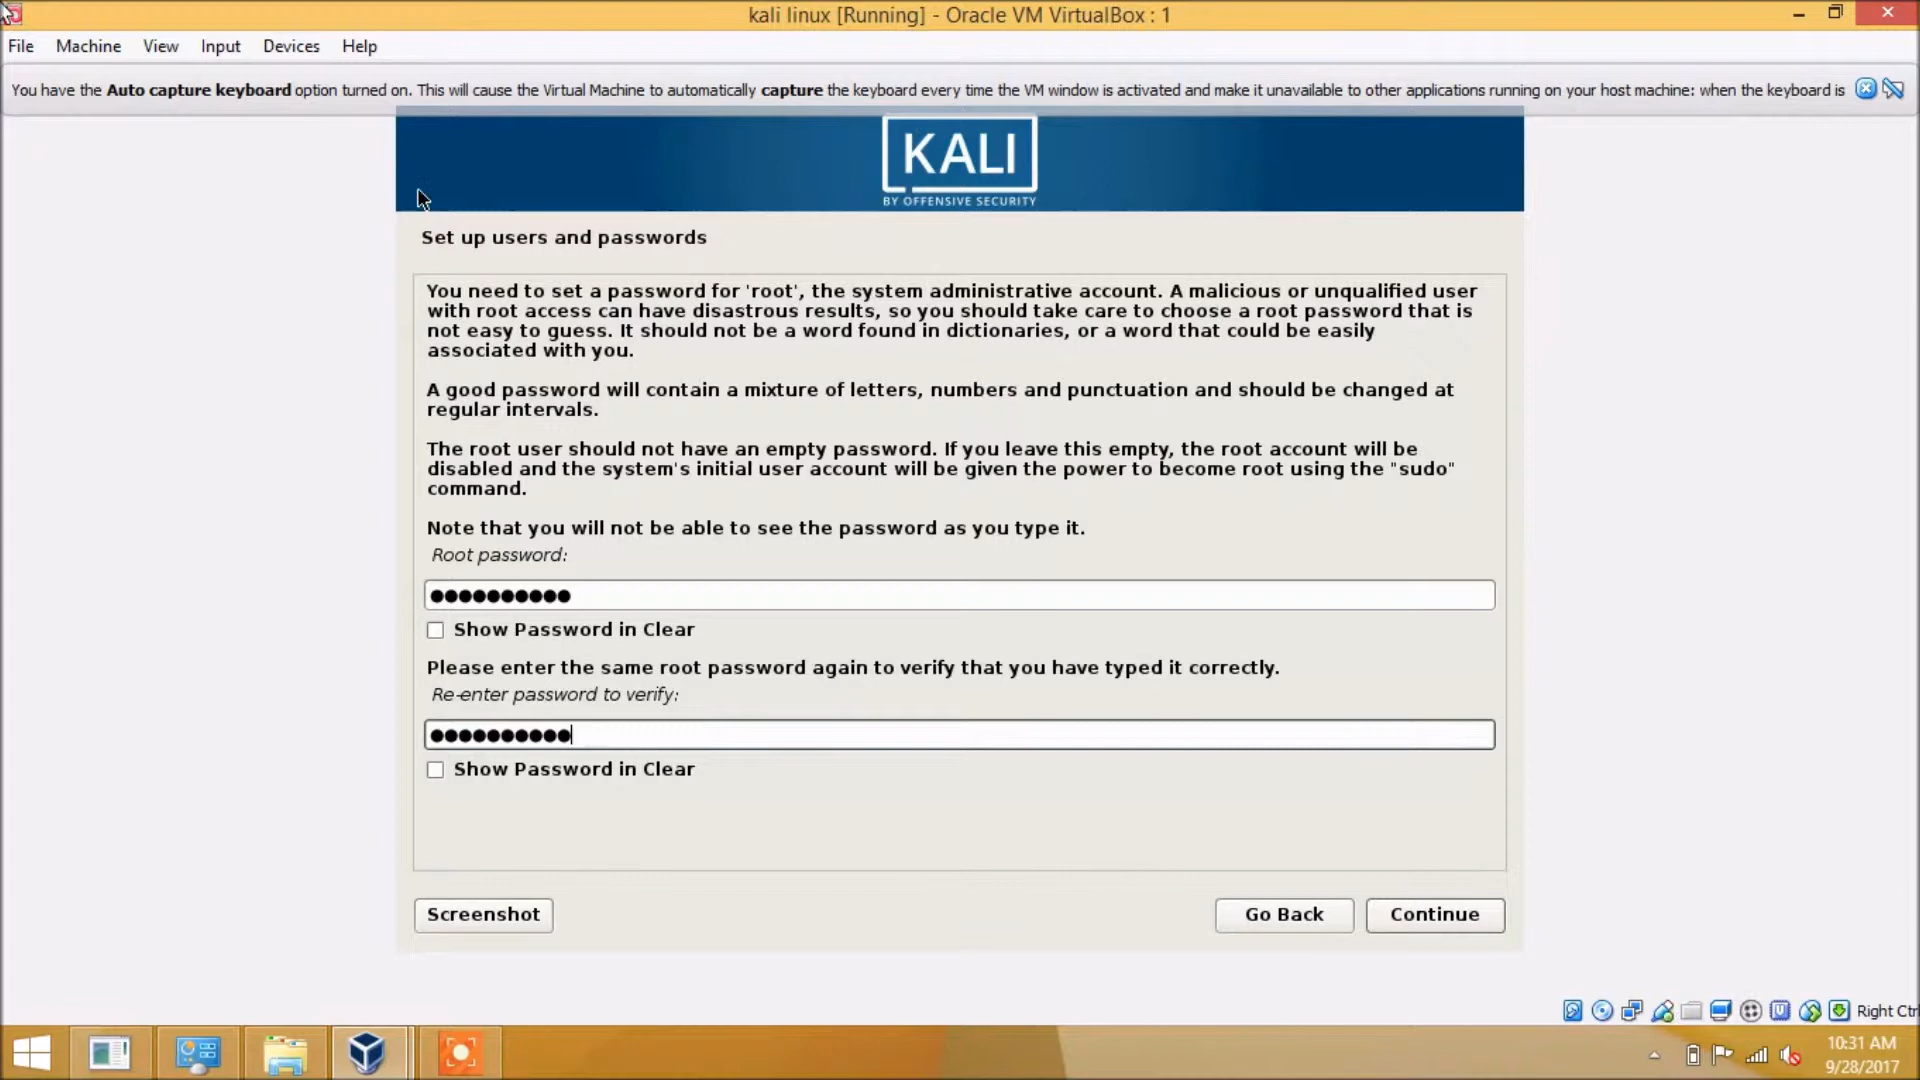 kali linux [Running] - Oracle VM VirtualBox : 1
File Machine View Input Devices Help
You have the Auto capture keyboard option turned on. This will cause the Virtual Machine to automatically capture the keyboard every time the VM window is activated and make it unavailable to other applications running on your host machine: when the keyboard is
KALI
BY OFFENSIVE SECURITY
Set up users and passwords
You need to set a password for 'root', the system administrative account. A malicious or unqualified user
with root access can have disastrous results, so you should take care to choose a root password that is
not easy to guess. It should not be a word found in dictionaries, or a word that could be easily
associated with you.
A good password will contain a mixture of letters, numbers and punctuation and should be changed at
regular intervals.
The root user should not have an empty password. If you leave this empty, the root account will be
disabled and the system's initial user account will be given the power to become root using the "sudo"
command.
Note that you will not be able to see the password as you type it.
Root password:
●●●●●●●●●●
Show Password in Clear
Please enter the same root password again to verify that you have typed it correctly.
Re-enter password to verify:
●●●●●●●●●●
Show Password in Clear
Screenshot Go Back Continue
Right Ctrl
10:31 AM
9/28/2017